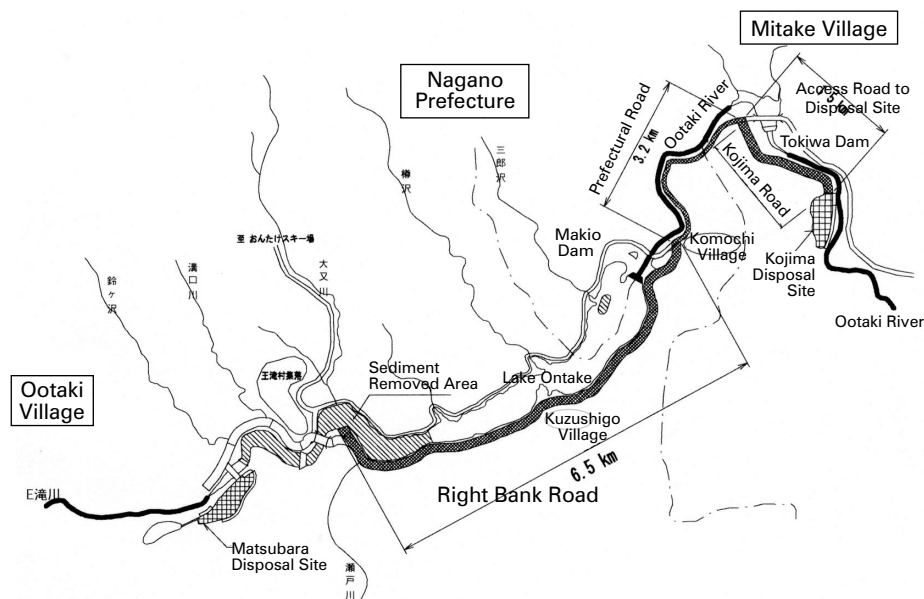 Mitake Village
Nagano
Prefecture
Access Road to
Disposal Site
Tokiwa Dam
Prefectural Road
3.2 km
Ootaki River
Kojima Road
三郎沢
樽沢
Makio
Dam
Komochi
Village
Kojima
Disposal
Site
Ootaki River
至 おんたけスキー場
大又川
溝口川
鈴ヶ沢
王滝村集落
Sediment
Removed Area
Lake Ontake
Ootaki
Village
Kuzushigo
Village
6.5 km
Right Bank Road
E滝川
Matsubara
Disposal Site
瀬戸川